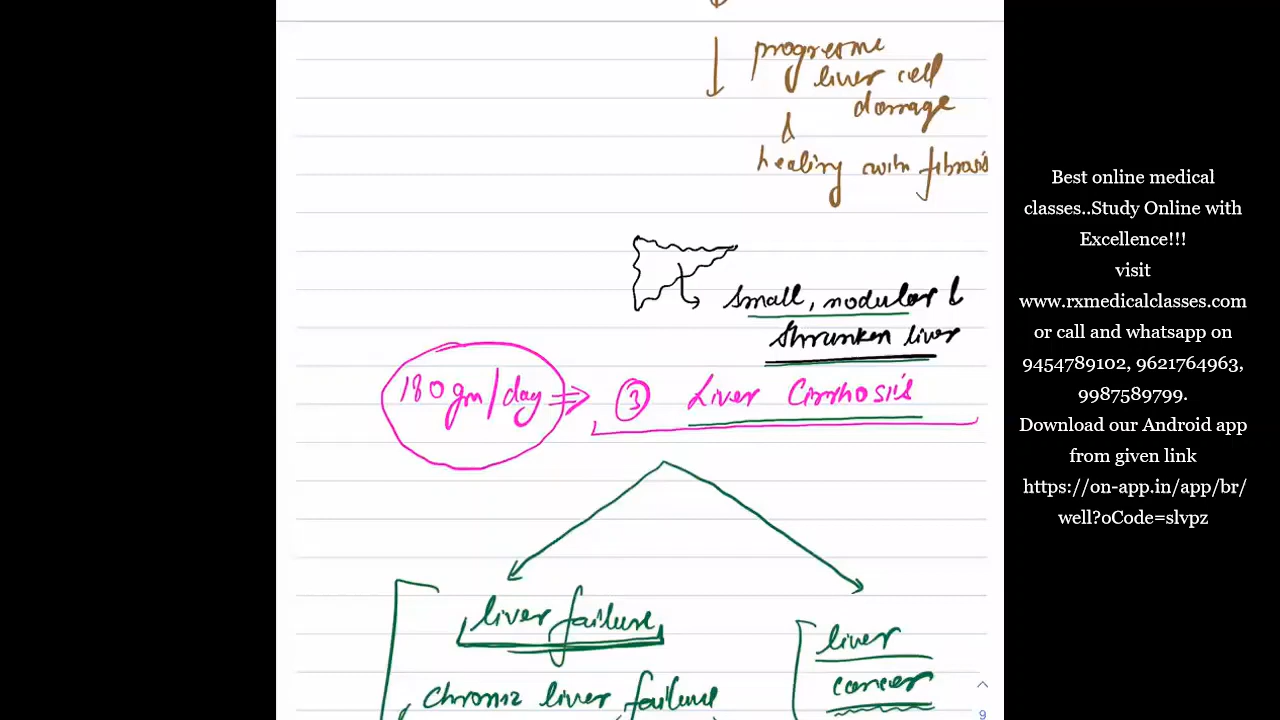 progressive
liver cell
damage
&
healing with fibrosis
small, nodular &
Shrunken liver
180 gm/day ⇒ ③ Liver Cirrhosis
liver failure
liver
cancer
chronic liver failure
9
Best online medical
classes..Study Online with
Excellence!!!
visit
www.rxmedicalclasses.com
or call and whatsapp on
9454789102, 9621764963,
9987589799.
Download our Android app
from given link
https://on-app.in/app/br/
well?oCode=slvpz